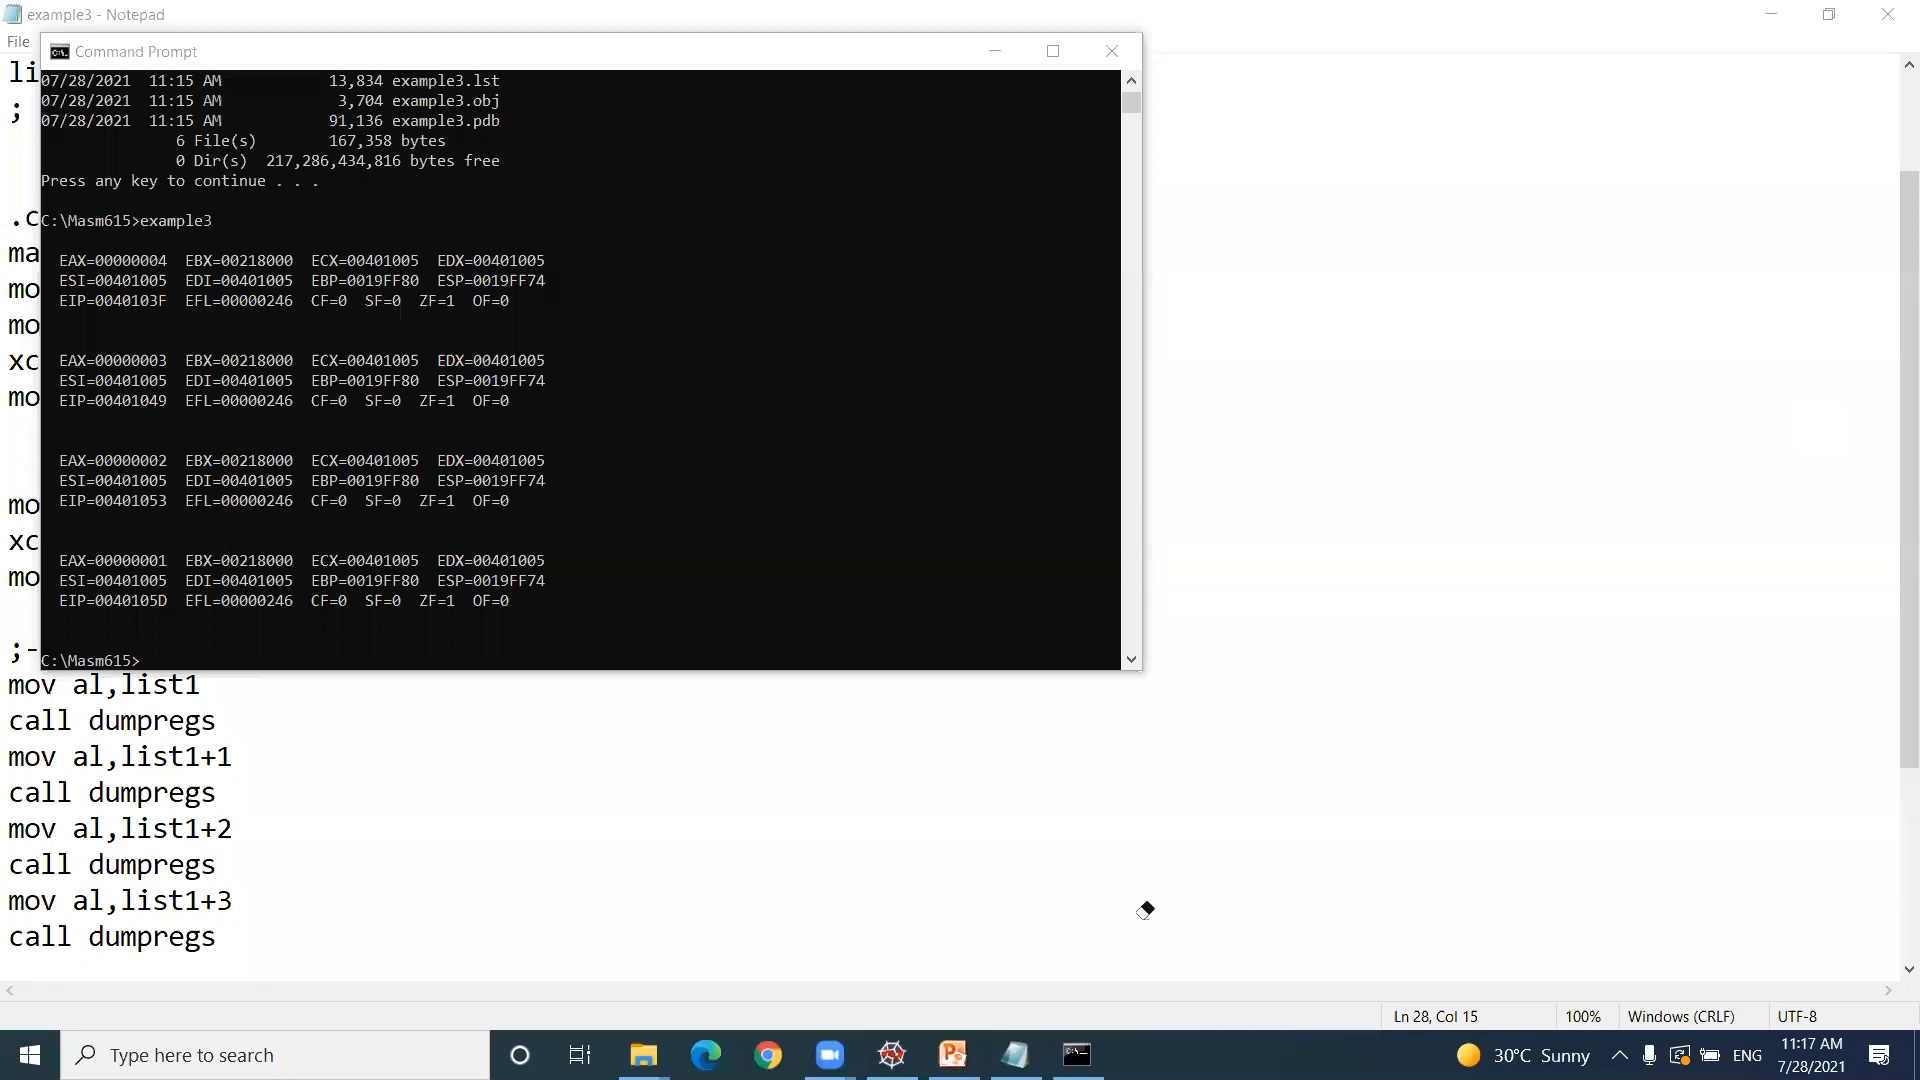 example3 - Notepad
File
Command Prompt
li
;
.c
ma
mo
mo
xc
mo
mo
xc
mo
;-
07/28/2021  11:15 AM            13,834 example3.lst
07/28/2021  11:15 AM             3,704 example3.obj
07/28/2021  11:15 AM            91,136 example3.pdb
6 File(s)        167,358 bytes
0 Dir(s)  217,286,434,816 bytes free
Press any key to continue . . .
C:\Masm615>example3
EAX=00000004  EBX=00218000  ECX=00401005  EDX=00401005
ESI=00401005  EDI=00401005  EBP=0019FF80  ESP=0019FF74
EIP=0040103F  EFL=00000246  CF=0  SF=0  ZF=1  OF=0
EAX=00000003  EBX=00218000  ECX=00401005  EDX=00401005
ESI=00401005  EDI=00401005  EBP=0019FF80  ESP=0019FF74
EIP=00401049  EFL=00000246  CF=0  SF=0  ZF=1  OF=0
EAX=00000002  EBX=00218000  ECX=00401005  EDX=00401005
ESI=00401005  EDI=00401005  EBP=0019FF80  ESP=0019FF74
EIP=00401053  EFL=00000246  CF=0  SF=0  ZF=1  OF=0
EAX=00000001  EBX=00218000  ECX=00401005  EDX=00401005
ESI=00401005  EDI=00401005  EBP=0019FF80  ESP=0019FF74
EIP=0040105D  EFL=00000246  CF=0  SF=0  ZF=1  OF=0
C:\Masm615>
mov al,list1
call dumpregs
mov al,list1+1
call dumpregs
mov al,list1+2
call dumpregs
mov al,list1+3
call dumpregs
Ln 28, Col 15
100%
Windows (CRLF)
UTF-8
Type here to search
30°C Sunny
ENG
11:17 AM
7/28/2021